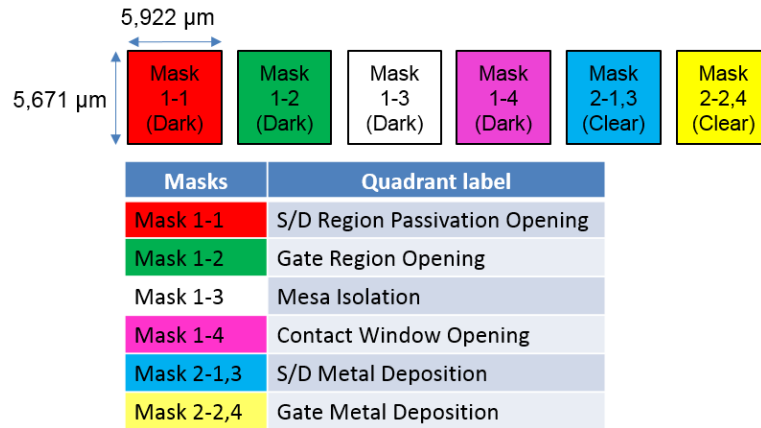 5,922 µm
5,671 µm
Mask
1-1
(Dark)
Mask
1-2
(Dark)
Mask
1-3
(Dark)
Mask
1-4
(Dark)
Mask
2-1,3
(Clear)
Mask
2-2,4
(Clear)
Masks Quadrant label
Mask 1-1 S/D Region Passivation Opening
Mask 1-2 Gate Region Opening
Mask 1-3 Mesa Isolation
Mask 1-4 Contact Window Opening
Mask 2-1,3 S/D Metal Deposition
Mask 2-2,4 Gate Metal Deposition